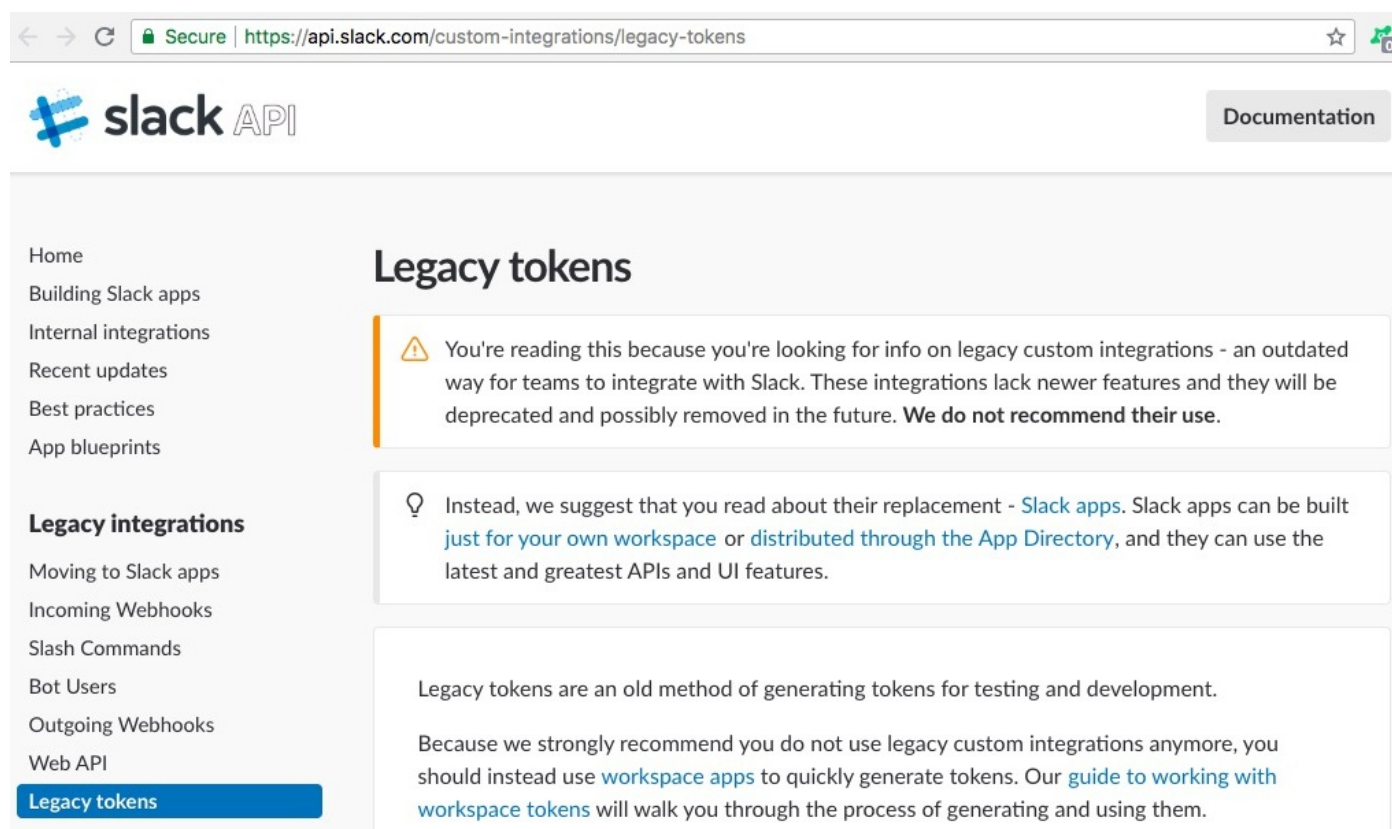 Secure | https://api.slack.com/custom-integrations/legacy-tokens
slack API
Documentation
Home
Building Slack apps
Internal integrations
Recent updates
Best practices
App blueprints
Legacy integrations
Moving to Slack apps
Incoming Webhooks
Slash Commands
Bot Users
Outgoing Webhooks
Web API
Legacy tokens
Legacy tokens
You're reading this because you're looking for info on legacy custom integrations - an outdated
way for teams to integrate with Slack. These integrations lack newer features and they will be
deprecated and possibly removed in the future. We do not recommend their use.
Instead, we suggest that you read about their replacement - Slack apps. Slack apps can be built
just for your own workspace or distributed through the App Directory, and they can use the
latest and greatest APIs and UI features.
Legacy tokens are an old method of generating tokens for testing and development.
Because we strongly recommend you do not use legacy custom integrations anymore, you
should instead use workspace apps to quickly generate tokens. Our guide to working with
workspace tokens will walk you through the process of generating and using them.